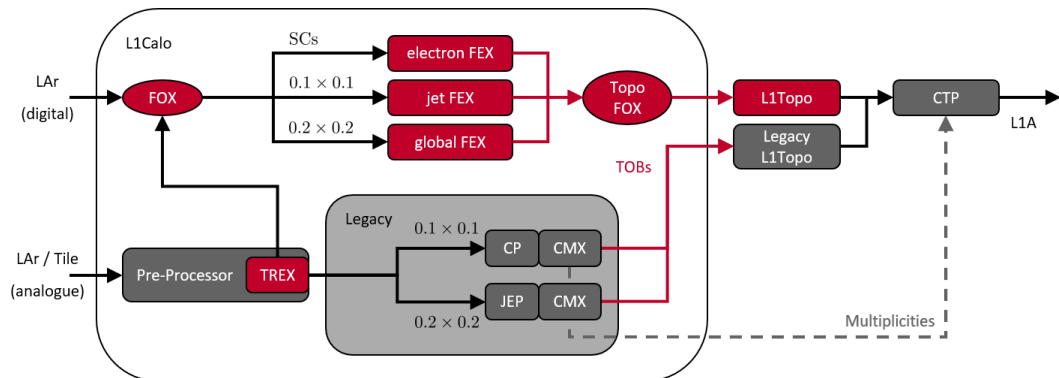 L1Calo
SCs
electron FEX
LAr
(digital)
FOX
0.1 × 0.1
jet FEX
Topo
FOX
L1Topo
CTP
L1A
0.2 × 0.2
global FEX
Legacy
L1Topo
TOBs
Legacy
0.1 × 0.1
CP
CMX
LAr / Tile
(analogue)
Pre-Processor
TREX
JEP
CMX
0.2 × 0.2
Multiplicities